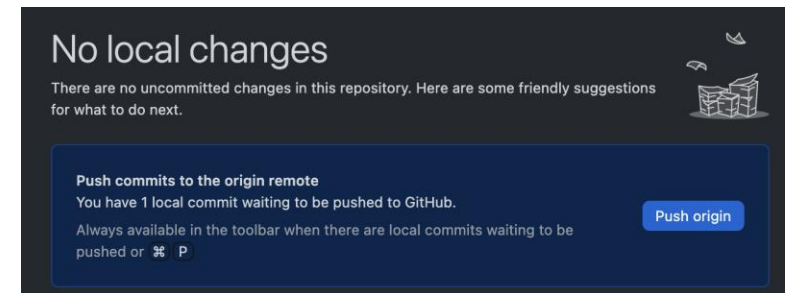 No local changes
There are no uncommitted changes in this repository. Here are some friendly suggestions
for what to do next.
Push commits to the origin remote
You have 1 local commit waiting to be pushed to GitHub.
Always available in the toolbar when there are local commits waiting to be
pushed or ⌘ P
Push origin